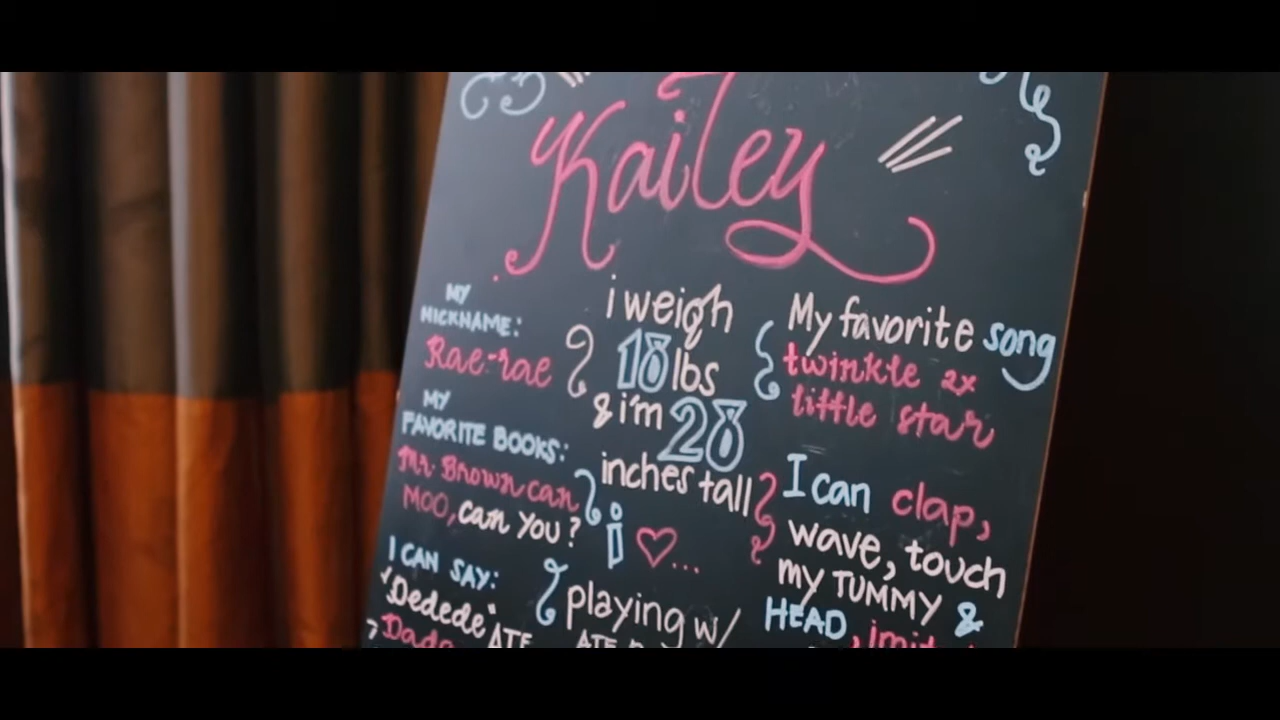 Kailey
MY
NICKNAME:
Rae-rae
MY
FAVORITE BOOKS:
Mr. Brown can
MOO, can you?
I CAN SAY:
"Dedede" ATE
i weigh
18 lbs
& i'm 28
inches tall
i ♡...
playing w/
ATE
My favorite song
twinkle 2x
little star
I can clap,
wave, touch
my TUMMY &
HEAD,